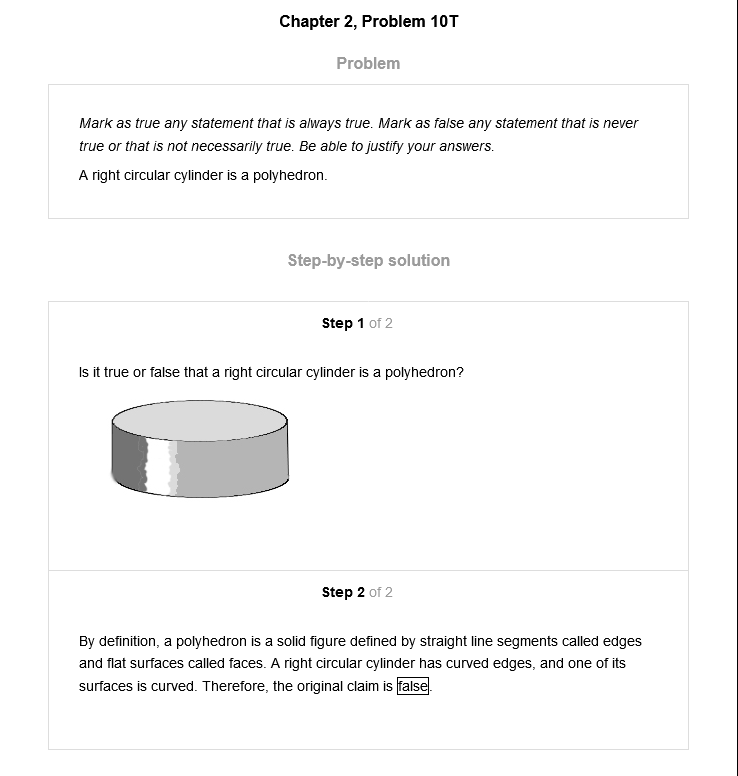 Chapter 2, Problem 10T
Problem
Mark as true any statement that is always true. Mark as false any statement that is never
true or that is not necessarily true. Be able to justify your answers.
A right circular cylinder is a polyhedron.
Step-by-step solution
Step 1 of 2
Is it true or false that a right circular cylinder is a polyhedron?
Step 2 of 2
By definition, a polyhedron is a solid figure defined by straight line segments called edges
and flat surfaces called faces. A right circular cylinder has curved edges, and one of its
surfaces is curved. Therefore, the original claim is false.